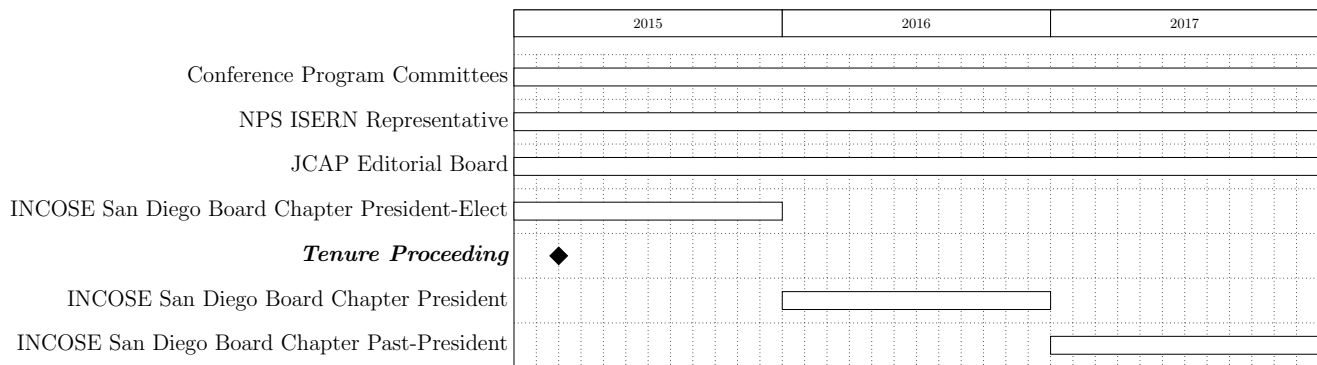 2015 2016 2017
Conference Program Committees
NPS ISERN Representative
JCAP Editorial Board
INCOSE San Diego Board Chapter President-Elect
Tenure Proceeding
INCOSE San Diego Board Chapter President
INCOSE San Diego Board Chapter Past-President